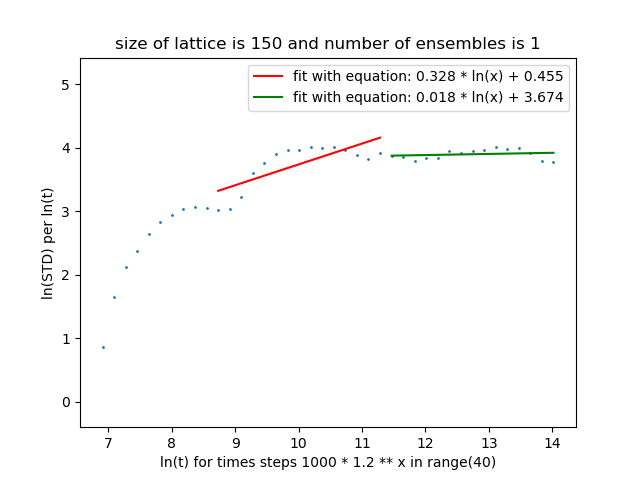 size of lattice is 150 and number of ensembles is 1
fit with equation: 0.328 * ln(x) + 0.455
fit with equation: 0.018 * ln(x) + 3.674
5
4
3
2
1
0
ln(STD) per ln(t)
7 8 9 10 11 12 13 14
ln(t) for times steps 1000 * 1.2 ** x in range(40)